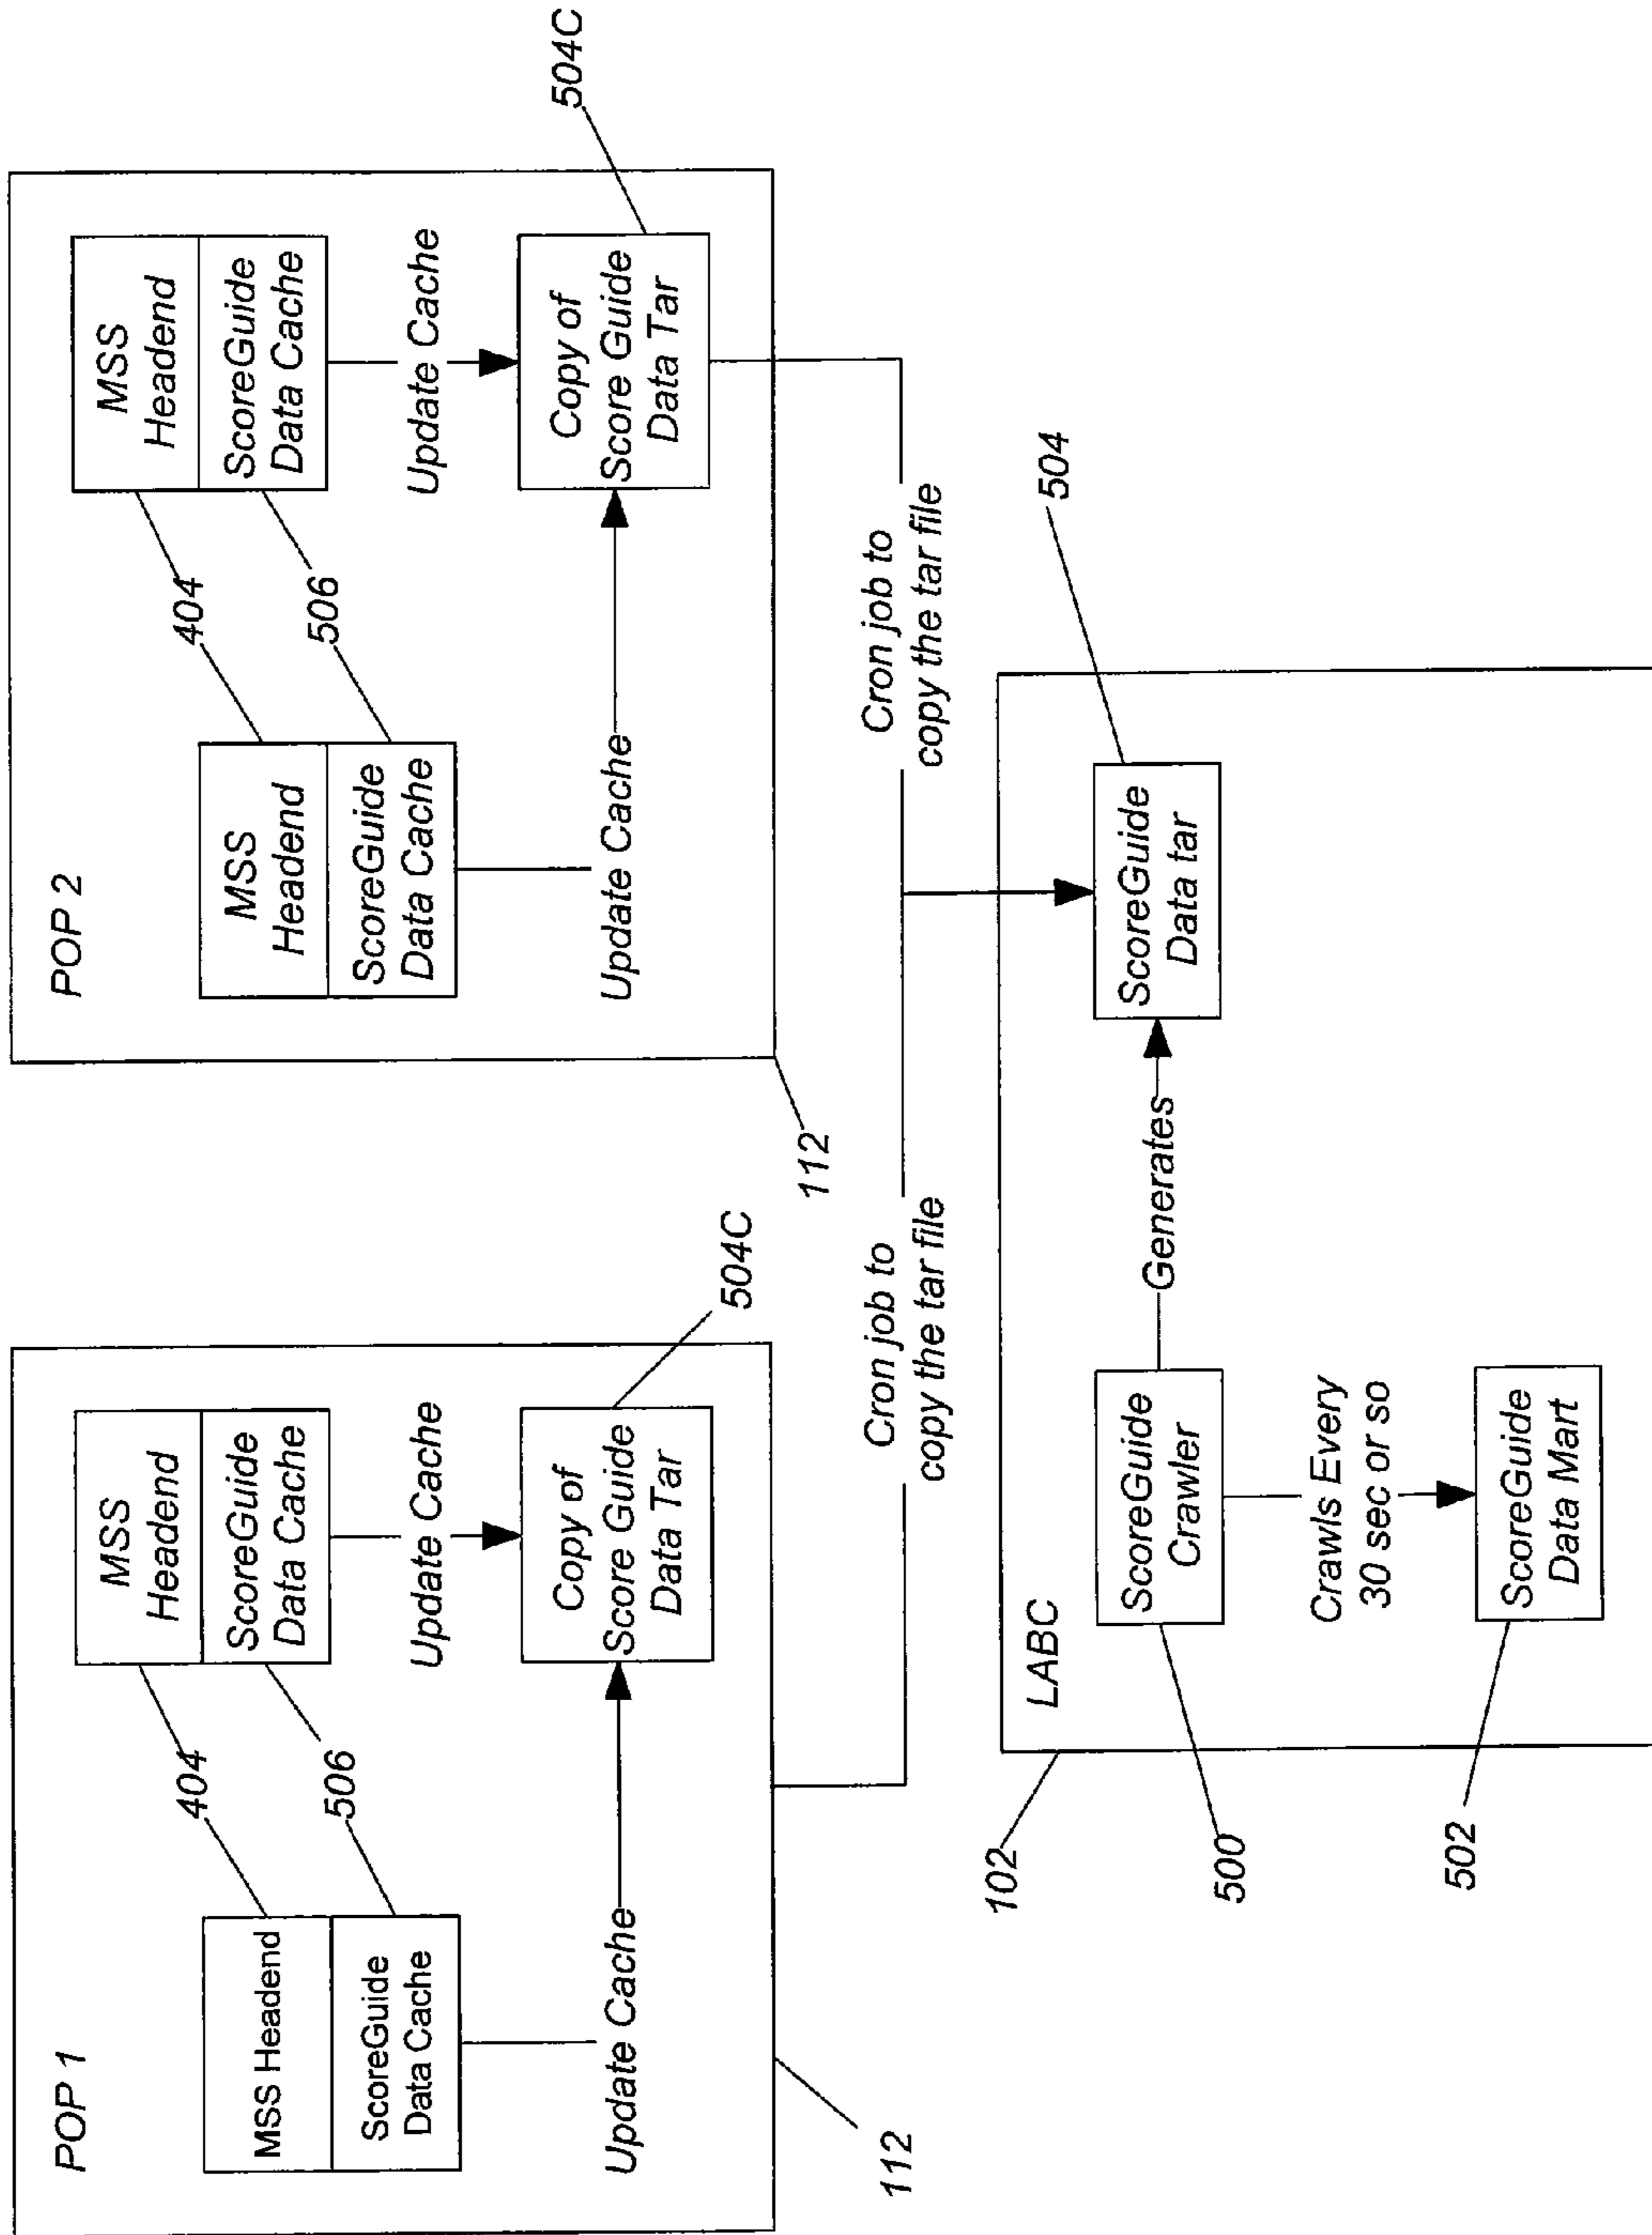 POP 1
MSS Headend
ScoreGuide
Data Cache
404
506
MSS
Headend
ScoreGuide
Data Cache
Update Cache
Update Cache
Copy of
Score Guide
Data Tar
504C
112
POP 2
MSS
Headend
ScoreGuide
Data Cache
404
506
MSS
Headend
ScoreGuide
Data Cache
Update Cache
Update Cache
Copy of
Score Guide
Data Tar
504C
112
Cron job to
copy the tar file
Cron job to
copy the tar file
LABC
102
ScoreGuide
Crawler
500
Generates
ScoreGuide
Data tar
504
Crawls Every
30 sec or so
ScoreGuide
Data Mart
502